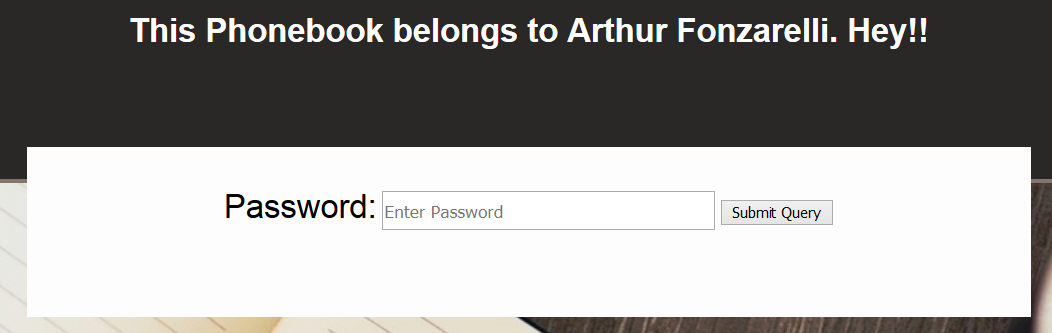 This Phonebook belongs to Arthur Fonzarelli. Hey!!
Password: Enter Password Submit Query